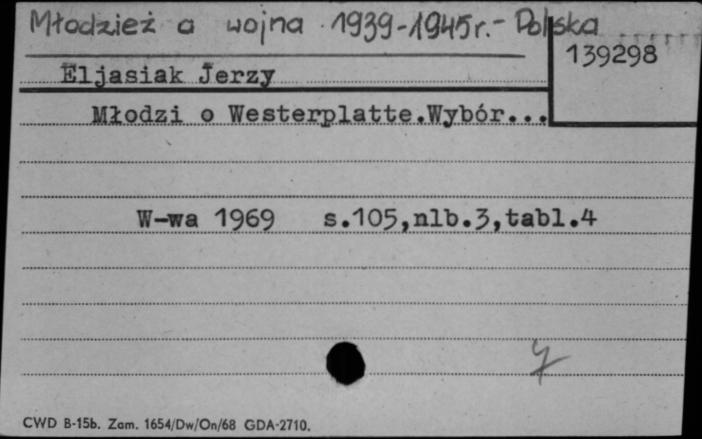 Młodzież a wojna 1939-1945r.- Polska
139298
Eljasiak Jerzy
Młodzi o Westerplatte.Wybór...
W-wa 1969 s.105,nlb.3,tabl.4
CWD B-15b. Zam. 1654/Dw/On/68 GDA-2710.